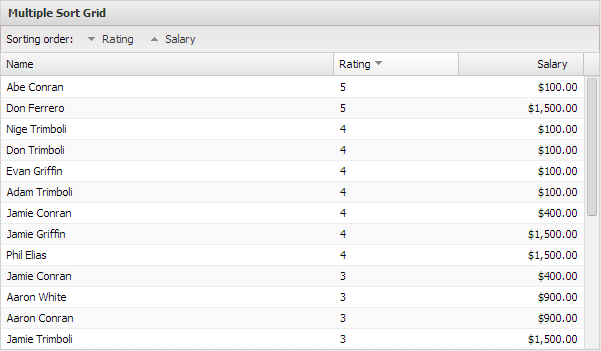 Multiple Sort Grid
Sorting order: Rating Salary
Name Rating Salary
Abe Conran 5 $100.00
Don Ferrero 5 $1,500.00
Nige Trimboli 4 $100.00
Don Trimboli 4 $100.00
Evan Griffin 4 $100.00
Adam Trimboli 4 $100.00
Jamie Conran 4 $400.00
Jamie Griffin 4 $1,500.00
Phil Elias 4 $1,500.00
Jamie Conran 3 $400.00
Aaron White 3 $900.00
Aaron Conran 3 $900.00
Jamie Trimboli 3 $1,500.00